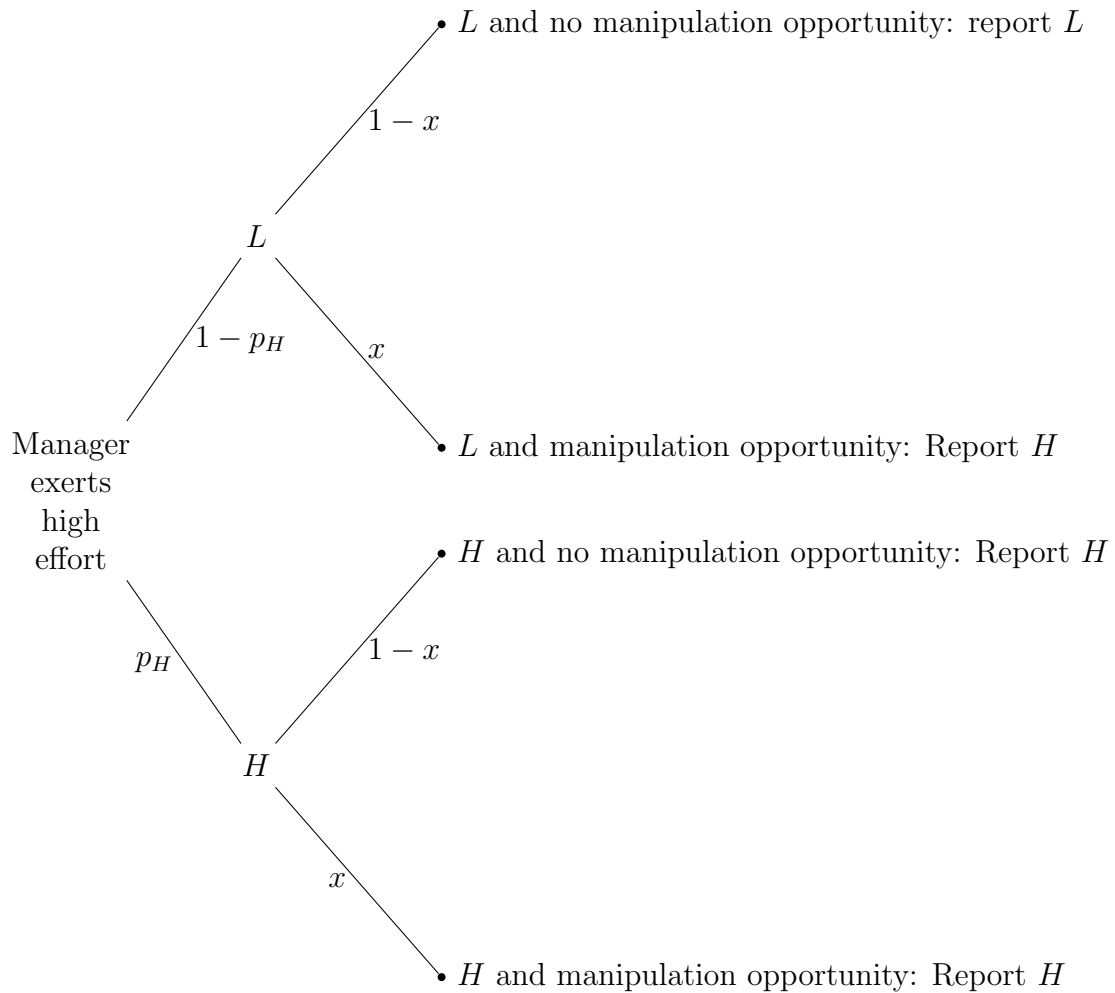 L and no manipulation opportunity: report L
1 − x
L
1 − p_H
x
Manager
exerts
high
effort
L and manipulation opportunity: Report H
H and no manipulation opportunity: Report H
p_H
1 − x
H
x
H and manipulation opportunity: Report H